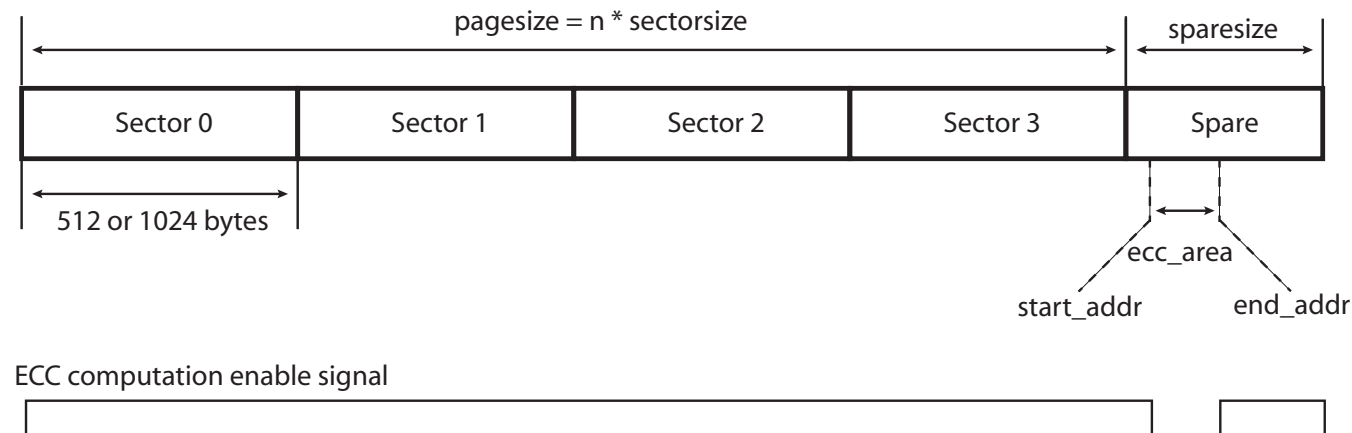 pagesize = n * sectorsize
sparesize
Sector 0
Sector 1
Sector 2
Sector 3
Spare
512 or 1024 bytes
ecc_area
start_addr
end_addr
ECC computation enable signal